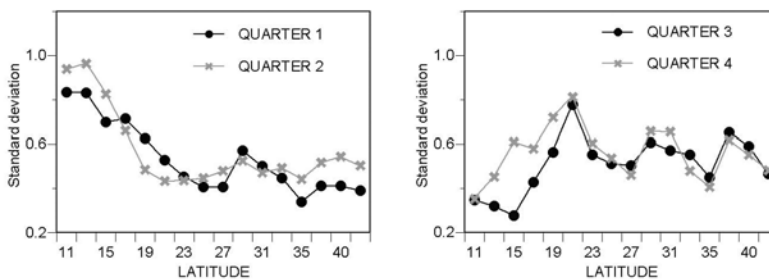 QUARTER 1
QUARTER 2
Standard deviation
1.0
0.6
0.2
11 15 19 23 27 31 35 40
LATITUDE
QUARTER 3
QUARTER 4
Standard deviation
1.0
0.6
0.2
11 15 19 23 27 31 35 40
LATITUDE